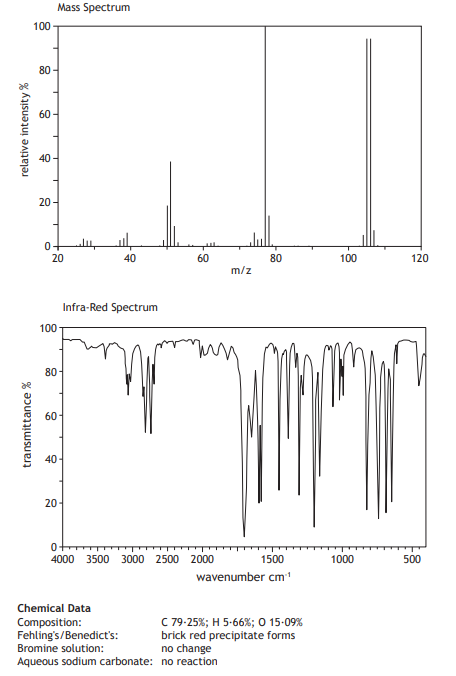 Mass Spectrum
100
80
60
40
20
0
relative intensity %
20 40 60 80 100 120
m/z
Infra-Red Spectrum
100
80
60
40
20
0
transmittance %
4000 3500 3000 2500 2000 1500 1000 500
wavenumber cm⁻¹
Chemical Data
Composition: C 79·25%; H 5·66%; O 15·09%
Fehling's/Benedict's: brick red precipitate forms
Bromine solution: no change
Aqueous sodium carbonate: no reaction